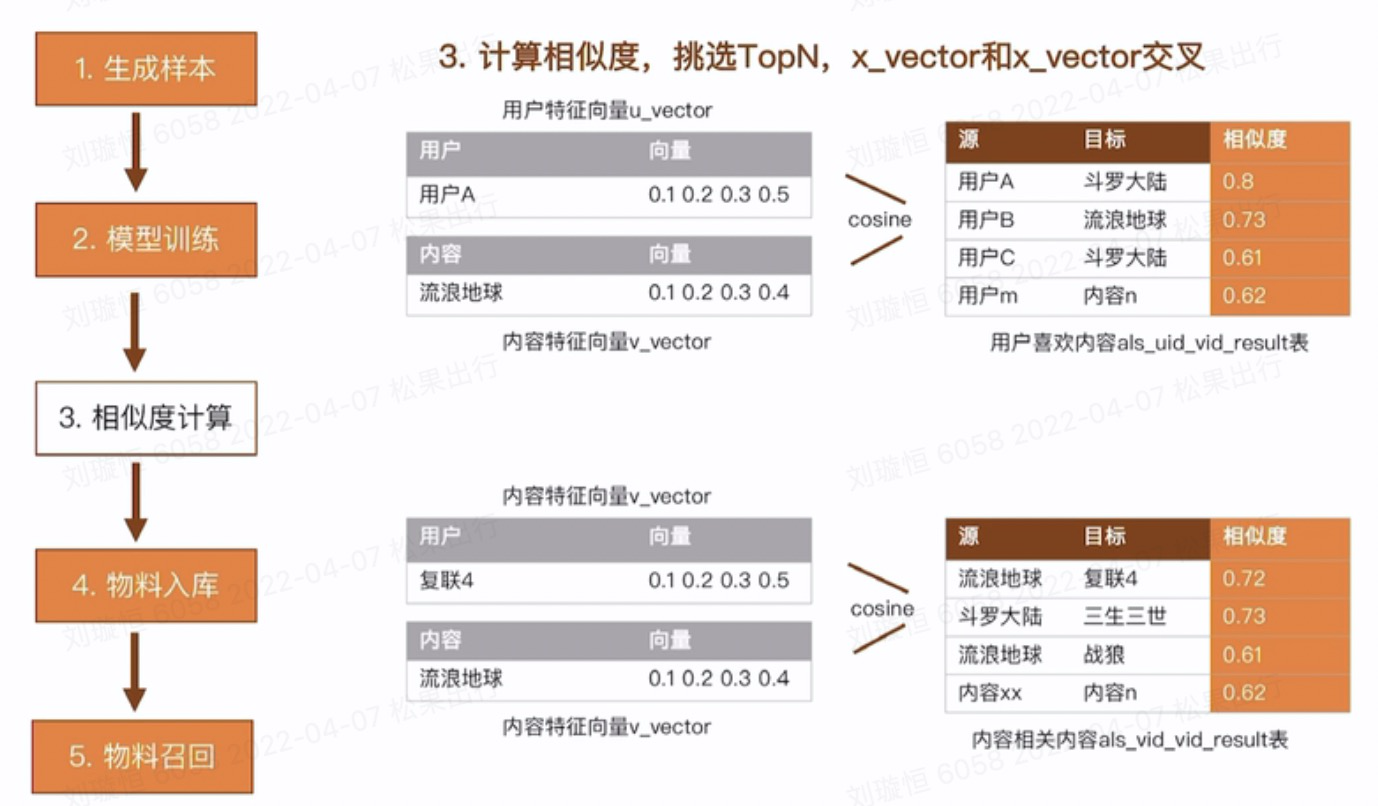 1. 生成样本
2. 模型训练
3. 相似度计算
4. 物料入库
5. 物料召回
3. 计算相似度，挑选TopN，x_vector和x_vector交叉
用户特征向量u_vector
用户 向量
用户A 0.1 0.2 0.3 0.5
内容 向量
流浪地球 0.1 0.2 0.3 0.4
内容特征向量v_vector
cosine
源 目标 相似度
用户A 斗罗大陆 0.8
用户B 流浪地球 0.73
用户C 斗罗大陆 0.61
用户m 内容n 0.62
用户喜欢内容als_uid_vid_result表
内容特征向量v_vector
用户 向量
复联4 0.1 0.2 0.3 0.5
内容 向量
流浪地球 0.1 0.2 0.3 0.4
内容特征向量v_vector
cosine
源 目标 相似度
流浪地球 复联4 0.72
斗罗大陆 三生三世 0.73
流浪地球 战狼 0.61
内容xx 内容n 0.62
内容相关内容als_vid_vid_result表
刘璇恒 6058 2022-04-07 松果出行